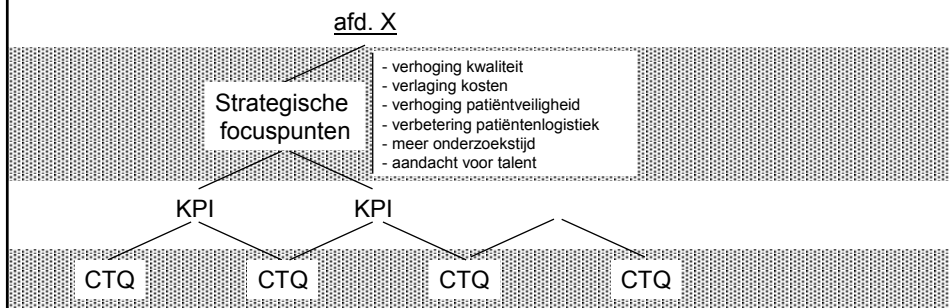 afd. X
Strategische
focuspunten
- verhoging kwaliteit
- verlaging kosten
- verhoging patiëntveiligheid
- verbetering patiëntenlogistiek
- meer onderzoekstijd
- aandacht voor talent
KPI KPI
CTQ CTQ CTQ CTQ